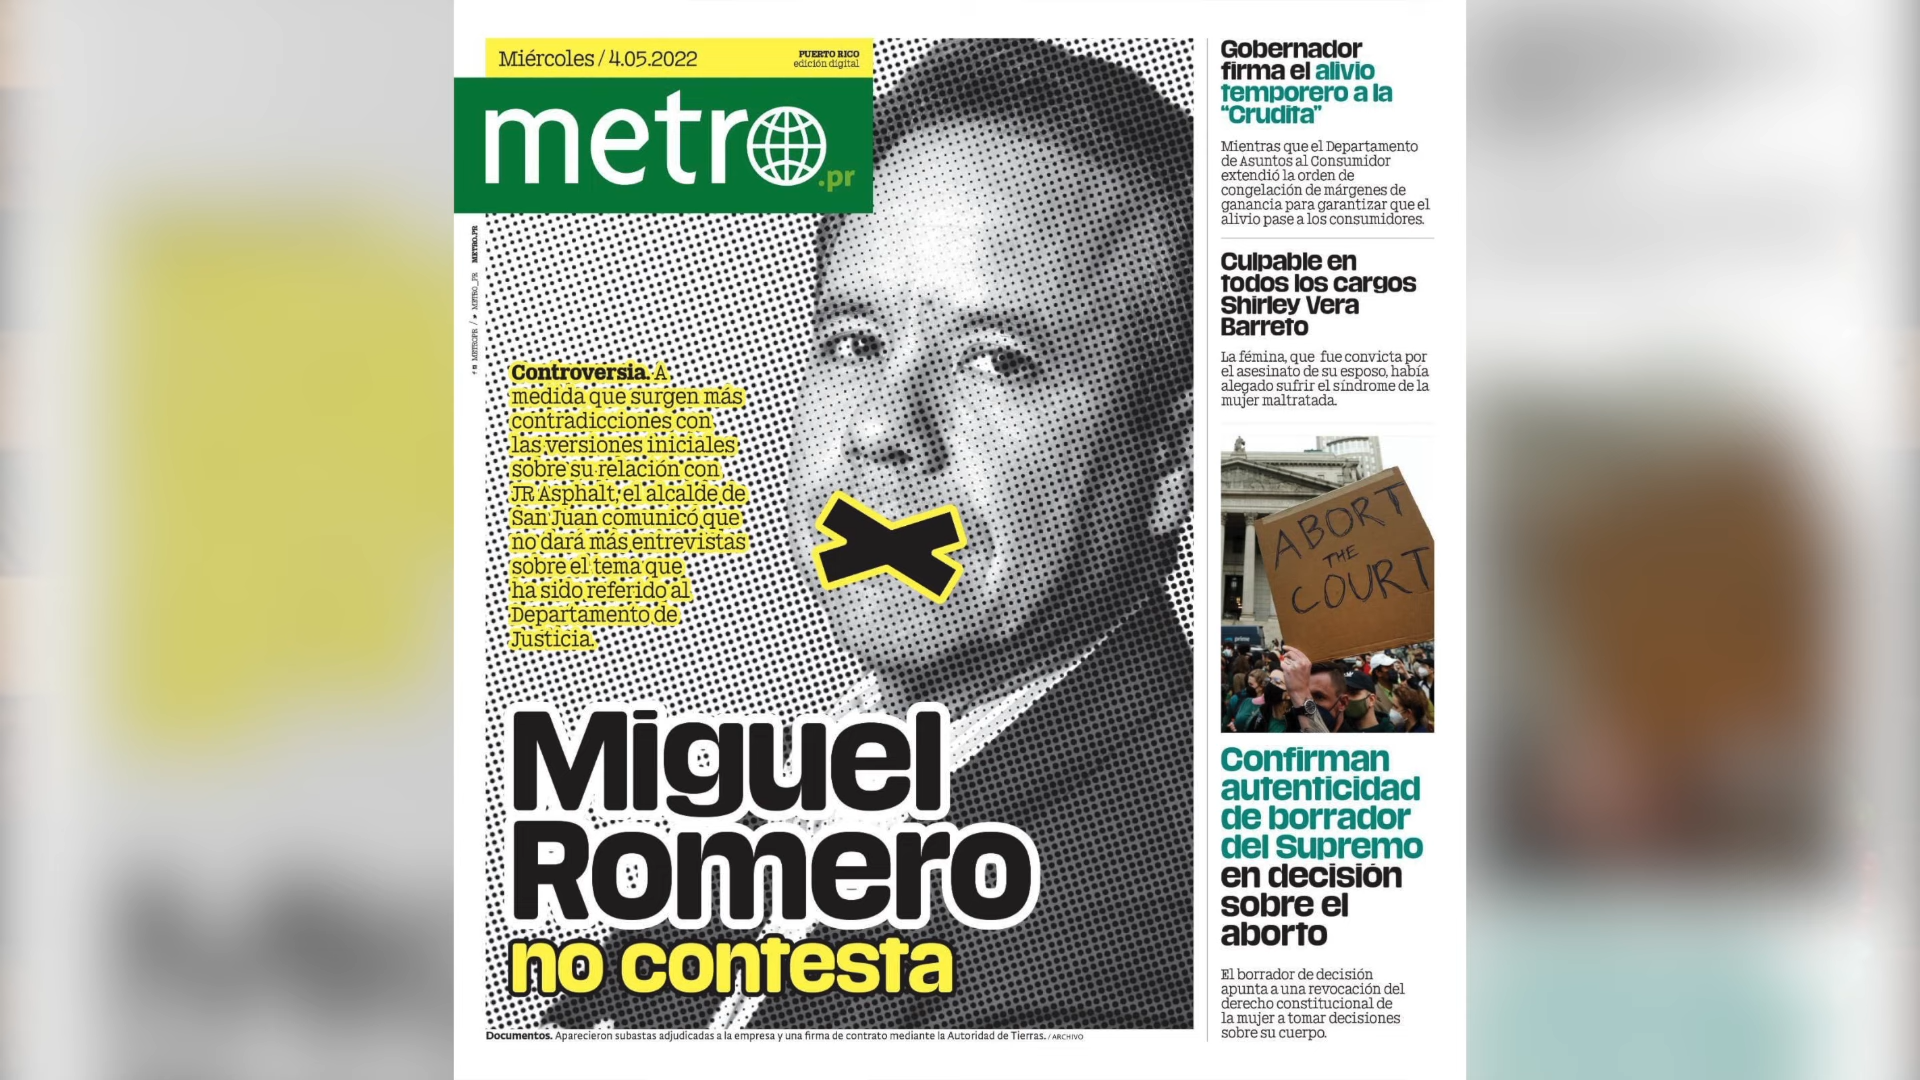 Miércoles / 4.05.2022
PUERTO RICO
edición digital
metro
.pr
METROPR / METRO_PR METRO.PR
Controversia. A
medida que surgen más
contradicciones con
las versiones iniciales
sobre su relación con
JR Asphalt, el alcalde de
San Juan comunicó que
no dará más entrevistas
sobre el tema que
ha sido referido al
Departamento de
Justicia.
Miguel
Romero
no contesta
Documentos. Aparecieron subastas adjudicadas a la empresa y una firma de contrato mediante la Autoridad de Tierras. / ARCHIVO
Gobernador
firma el alivio
temporero a la
“Crudita”
Mientras que el Departamento
de Asuntos al Consumidor
extendió la orden de
congelación de márgenes de
ganancia para garantizar que el
alivio pase a los consumidores.
Culpable en
todos los cargos
Shirley Vera
Barreto
La fémina, que fue convicta por
el asesinato de su esposo, había
alegado sufrir el síndrome de la
mujer maltratada.
ABORT
THE
COURT
prime
Confirman
autenticidad
de borrador
del Supremo
en decisión
sobre el
aborto
El borrador de decisión
apunta a una revocación del
derecho constitucional de
la mujer a tomar decisiones
sobre su cuerpo.